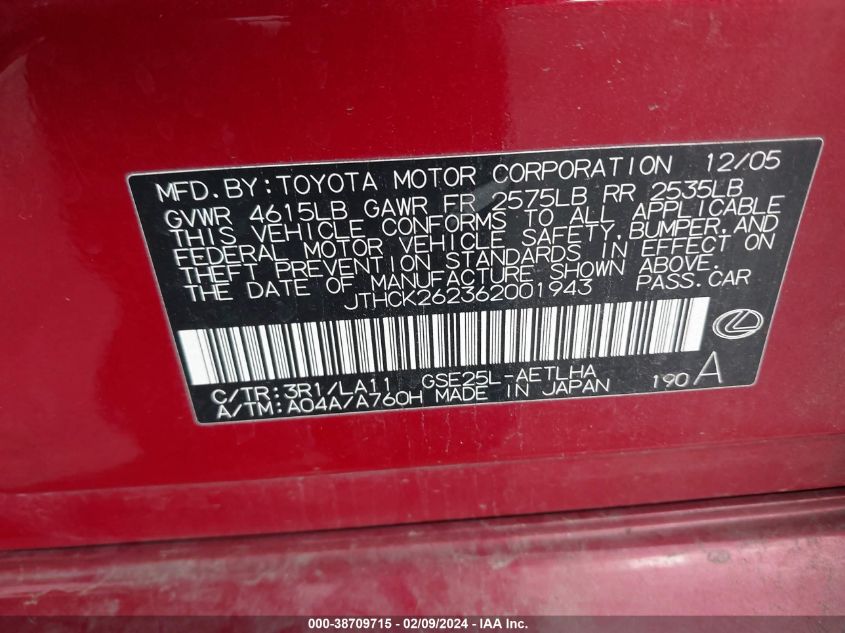 MFD. BY: TOYOTA MOTOR CORPORATION 12/05
GVWR 4615LB GAWR FR 2575LB RR 2535LB
THIS VEHICLE CONFORMS TO ALL APPLICABLE
FEDERAL MOTOR VEHICLE SAFETY, BUMPER, AND
THEFT PREVENTION STANDARDS IN EFFECT ON
THE DATE OF MANUFACTURE SHOWN ABOVE.
JTHCK262362001943 PASS. CAR
C/TR: 3R1/LA11 GSE25L-AETLHA
A/TM: A04A/A760H MADE IN JAPAN 190 A
000-38709715 - 02/09/2024 - IAA Inc.